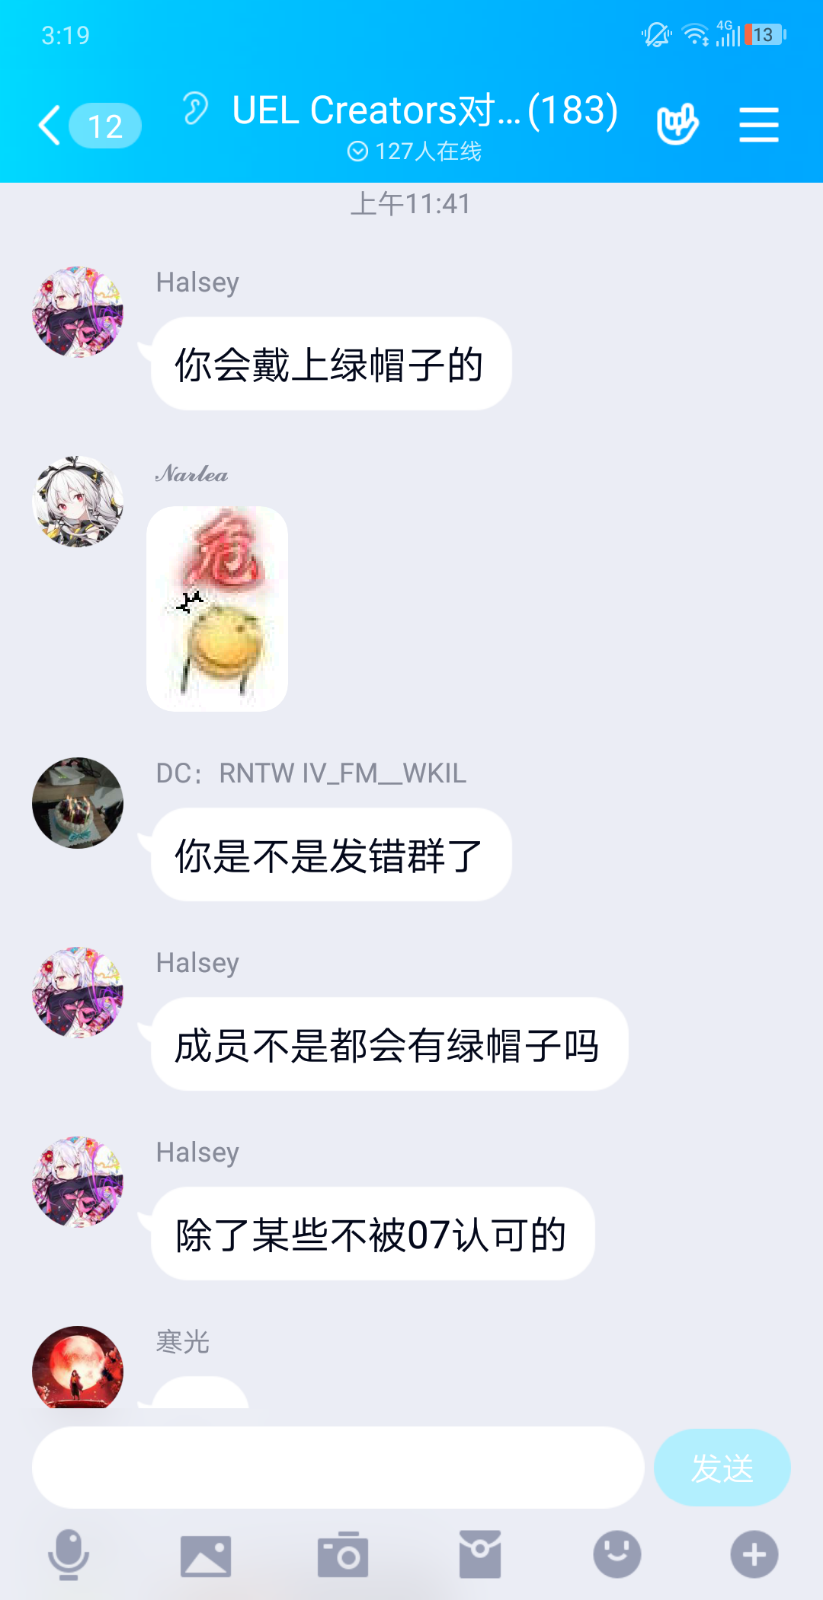 3:19
4G
13
12
UEL Creators对...(183)
127人在线
上午11:41
Halsey
你会戴上绿帽子的
𝒩𝒶𝓇𝓁ℯ𝒶
危
DC：RNTW IV_FM__WKIL
你是不是发错群了
Halsey
成员不是都会有绿帽子吗
Halsey
除了某些不被07认可的
寒光
发送